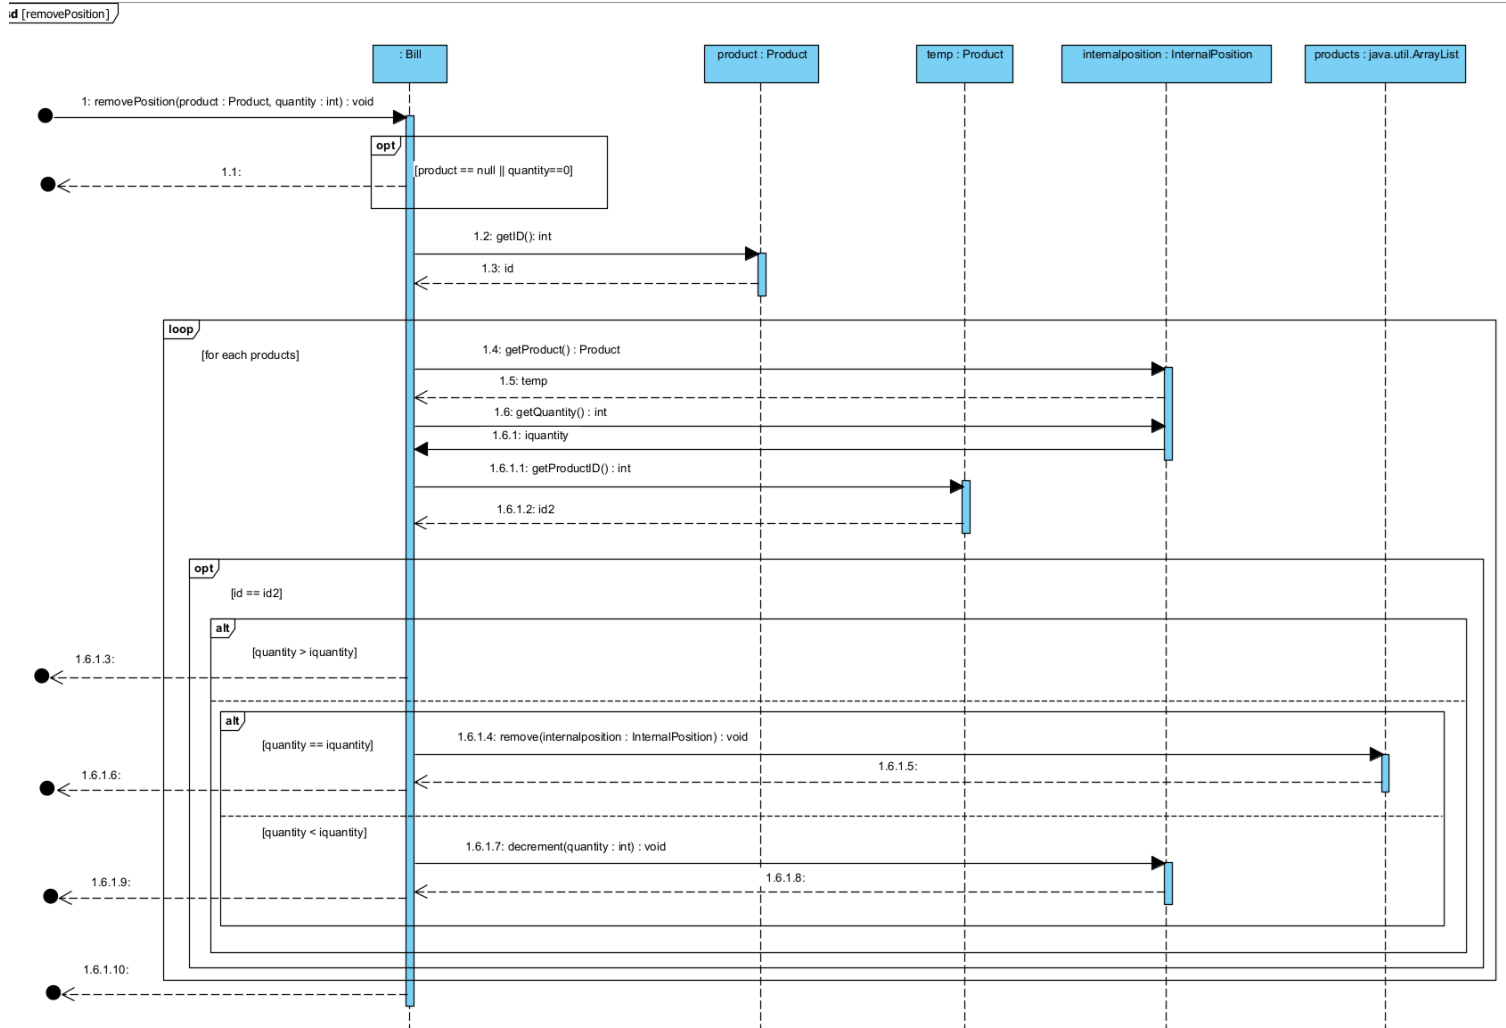 sd [removePosition]
: Bill
product : Product
temp : Product
internalposition : InternalPosition
products : java.util.ArrayList
1: removePosition(product : Product, quantity : int) : void
opt
[product == null || quantity==0]
1.1:
1.2: getID(): int
1.3: id
loop
[for each products]
1.4: getProduct() : Product
1.5: temp
1.6: getQuantity() : int
1.6.1: iquantity
1.6.1.1: getProductID() : int
1.6.1.2: id2
opt
[id == id2]
alt
[quantity > iquantity]
1.6.1.3:
alt
[quantity == iquantity]
1.6.1.4: remove(internalposition : InternalPosition) : void
1.6.1.5:
1.6.1.6:
[quantity < iquantity]
1.6.1.7: decrement(quantity : int) : void
1.6.1.8:
1.6.1.9:
1.6.1.10: